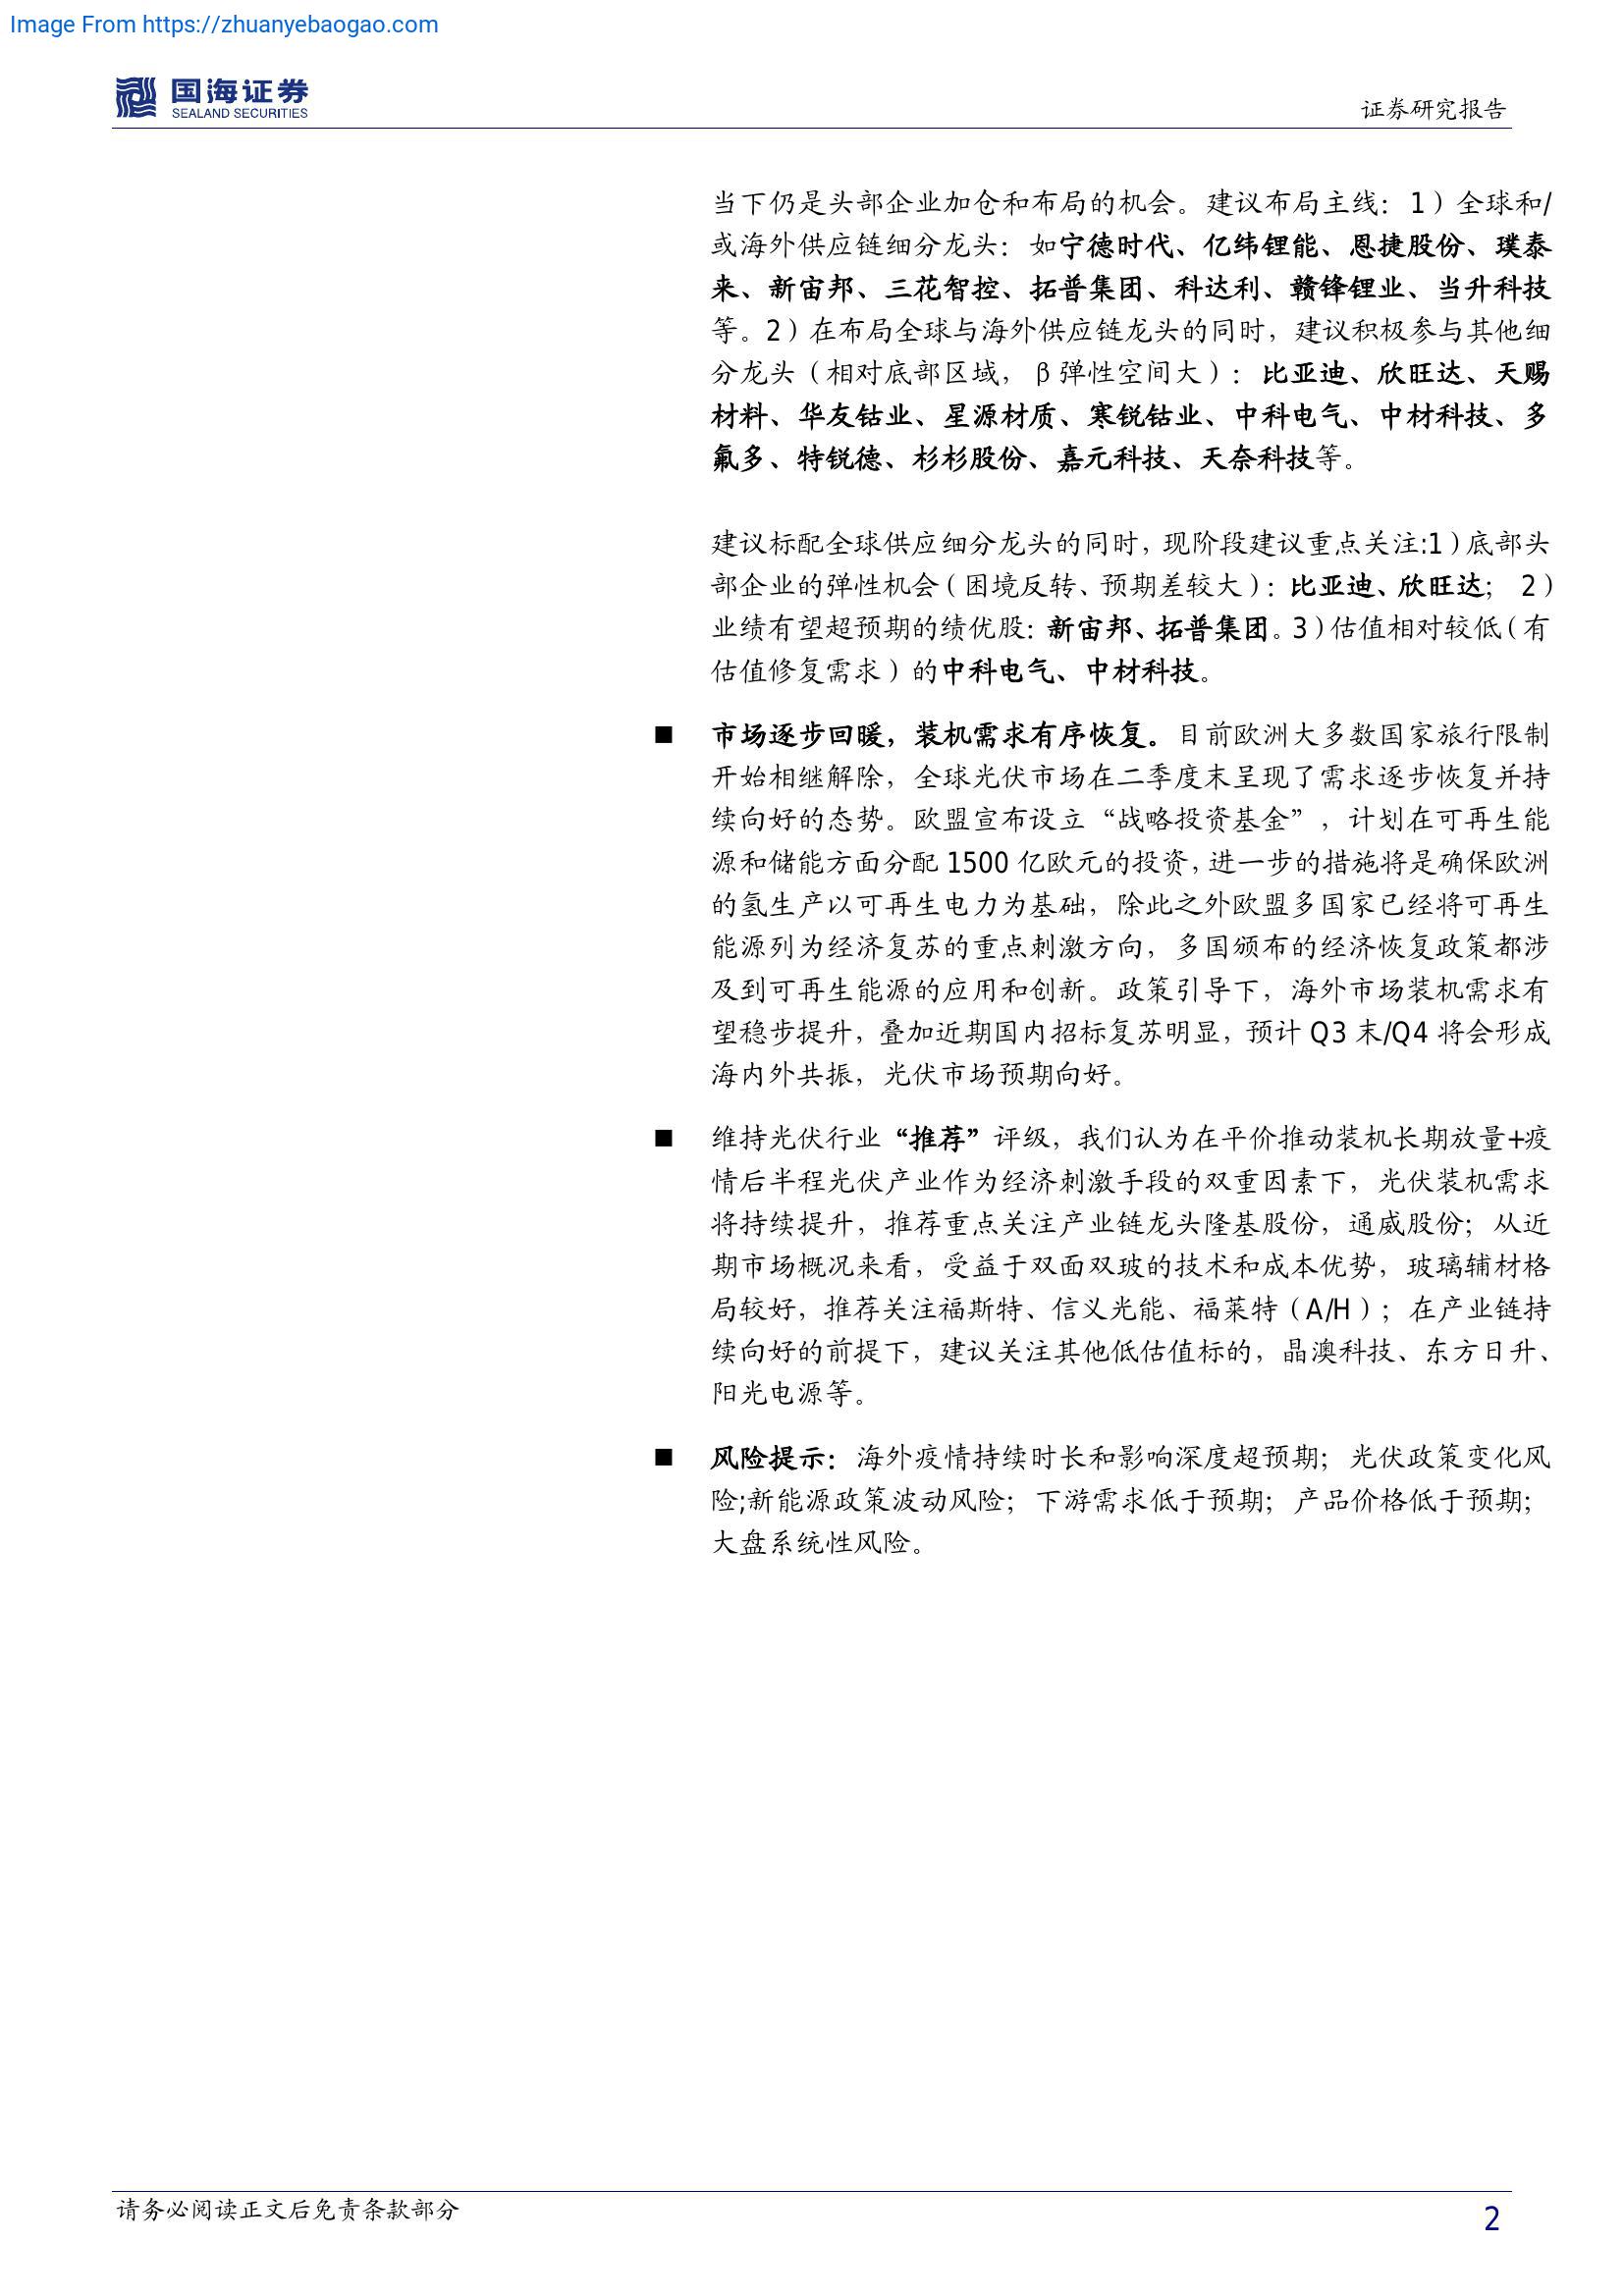 Image From https://zhuanyebaogao.com
国海证券
SEALAND SECURITIES
证券研究报告
当下仍是头部企业加仓和布局的机会。建议布局主线：1）全球和/
或海外供应链细分龙头：如宁德时代、亿纬锂能、恩捷股份、璞泰
来、新宙邦、三花智控、拓普集团、科达利、赣锋锂业、当升科技
等。2）在布局全球与海外供应链龙头的同时，建议积极参与其他细
分龙头（相对底部区域，β弹性空间大）：比亚迪、欣旺达、天赐
材料、华友钴业、星源材质、寒锐钴业、中科电气、中材科技、多
氟多、特锐德、杉杉股份、嘉元科技、天奈科技等。
建议标配全球供应细分龙头的同时，现阶段建议重点关注:1）底部头
部企业的弹性机会（困境反转、预期差较大）：比亚迪、欣旺达； 2）
业绩有望超预期的绩优股：新宙邦、拓普集团。3）估值相对较低（有
估值修复需求）的中科电气、中材科技。
■ 市场逐步回暖，装机需求有序恢复。目前欧洲大多数国家旅行限制
开始相继解除，全球光伏市场在二季度末呈现了需求逐步恢复并持
续向好的态势。欧盟宣布设立“战略投资基金”，计划在可再生能
源和储能方面分配 1500 亿欧元的投资，进一步的措施将是确保欧洲
的氢生产以可再生电力为基础，除此之外欧盟多国家已经将可再生
能源列为经济复苏的重点刺激方向，多国颁布的经济恢复政策都涉
及到可再生能源的应用和创新。政策引导下，海外市场装机需求有
望稳步提升，叠加近期国内招标复苏明显，预计 Q3 末/Q4 将会形成
海内外共振，光伏市场预期向好。
■ 维持光伏行业“推荐”评级，我们认为在平价推动装机长期放量+疫
情后半程光伏产业作为经济刺激手段的双重因素下，光伏装机需求
将持续提升，推荐重点关注产业链龙头隆基股份，通威股份；从近
期市场概况来看，受益于双面双玻的技术和成本优势，玻璃辅材格
局较好，推荐关注福斯特、信义光能、福莱特（A/H）；在产业链持
续向好的前提下，建议关注其他低估值标的，晶澳科技、东方日升、
阳光电源等。
■ 风险提示：海外疫情持续时长和影响深度超预期；光伏政策变化风
险;新能源政策波动风险；下游需求低于预期；产品价格低于预期；
大盘系统性风险。
请务必阅读正文后免责条款部分
2